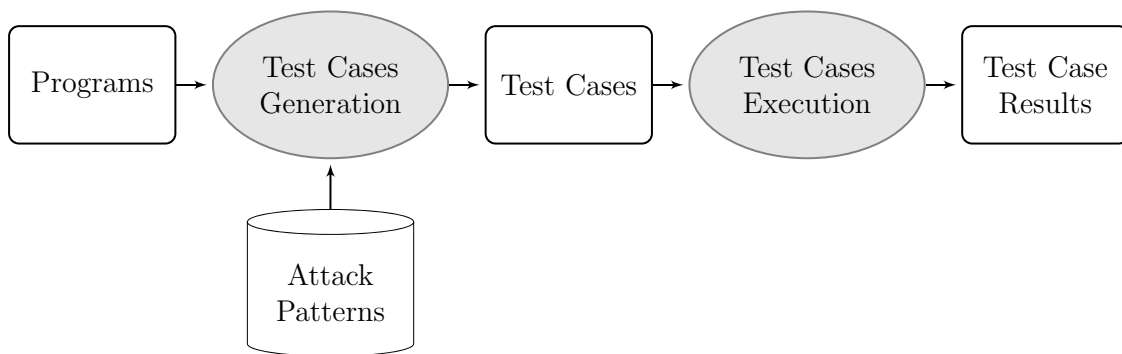 Programs
Test Cases
Generation
Test Cases
Test Cases
Execution
Test Case
Results
Attack
Patterns